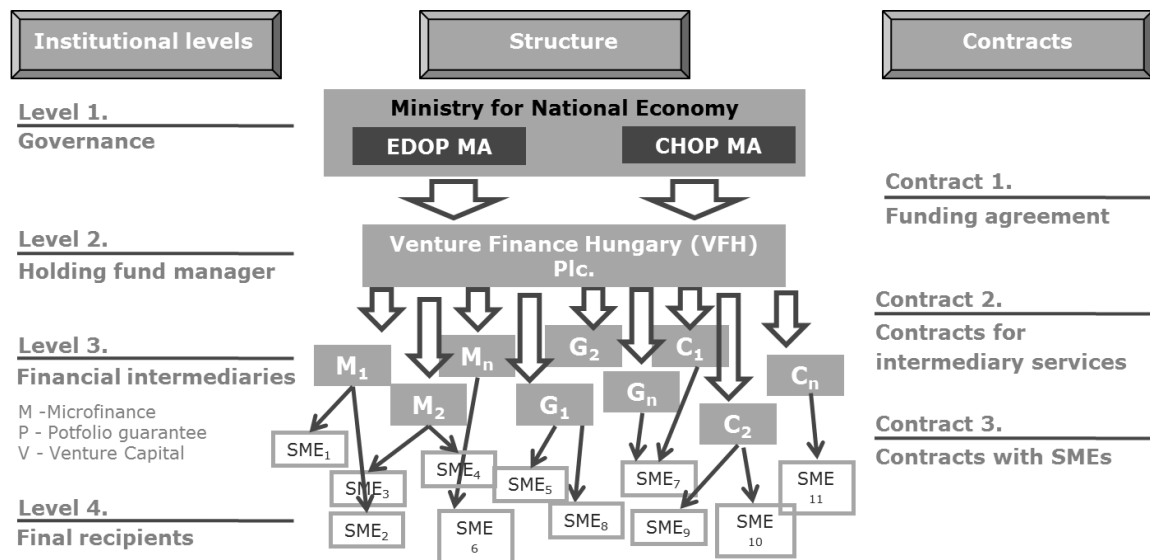 Institutional levels
Structure
Contracts
Level 1.
Governance
Ministry for National Economy
EDOP MA
CHOP MA
Contract 1.
Funding agreement
Level 2.
Holding fund manager
Venture Finance Hungary (VFH)
Plc.
Contract 2.
Contracts for
intermediary services
Level 3.
Financial intermediaries
M -Microfinance
P - Potfolio guarantee
V - Venture Capital
M1
M2
Mn
G1
G2
Gn
C1
C2
Cn
Contract 3.
Contracts with SMEs
Level 4.
Final recipients
SME1
SME3
SME2
SME4
SME
6
SME5
SME8
SME7
SME9
SME
10
SME
11